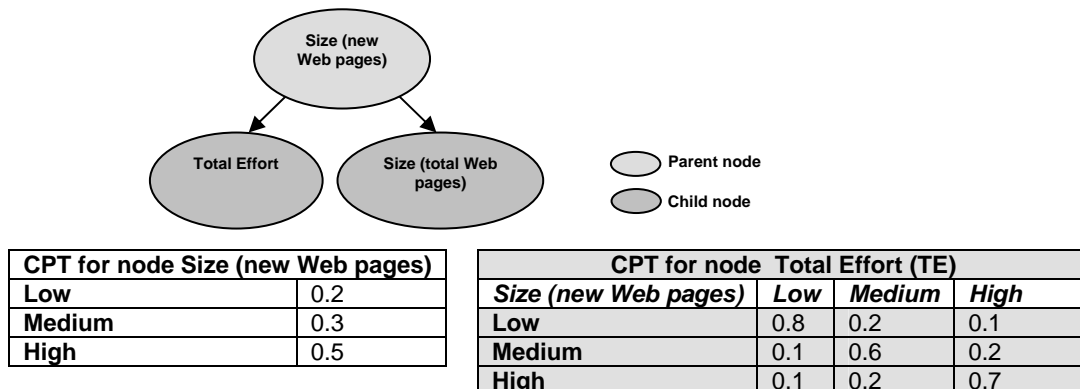 Size (new
Web pages)
Total Effort
Size (total Web
pages)
Parent node
Child node
CPT for node Size (new Web pages)
Low 0.2
Medium 0.3
High 0.5
CPT for node Total Effort (TE)
Size (new Web pages) Low Medium High
Low 0.8 0.2 0.1
Medium 0.1 0.6 0.2
High 0.1 0.2 0.7